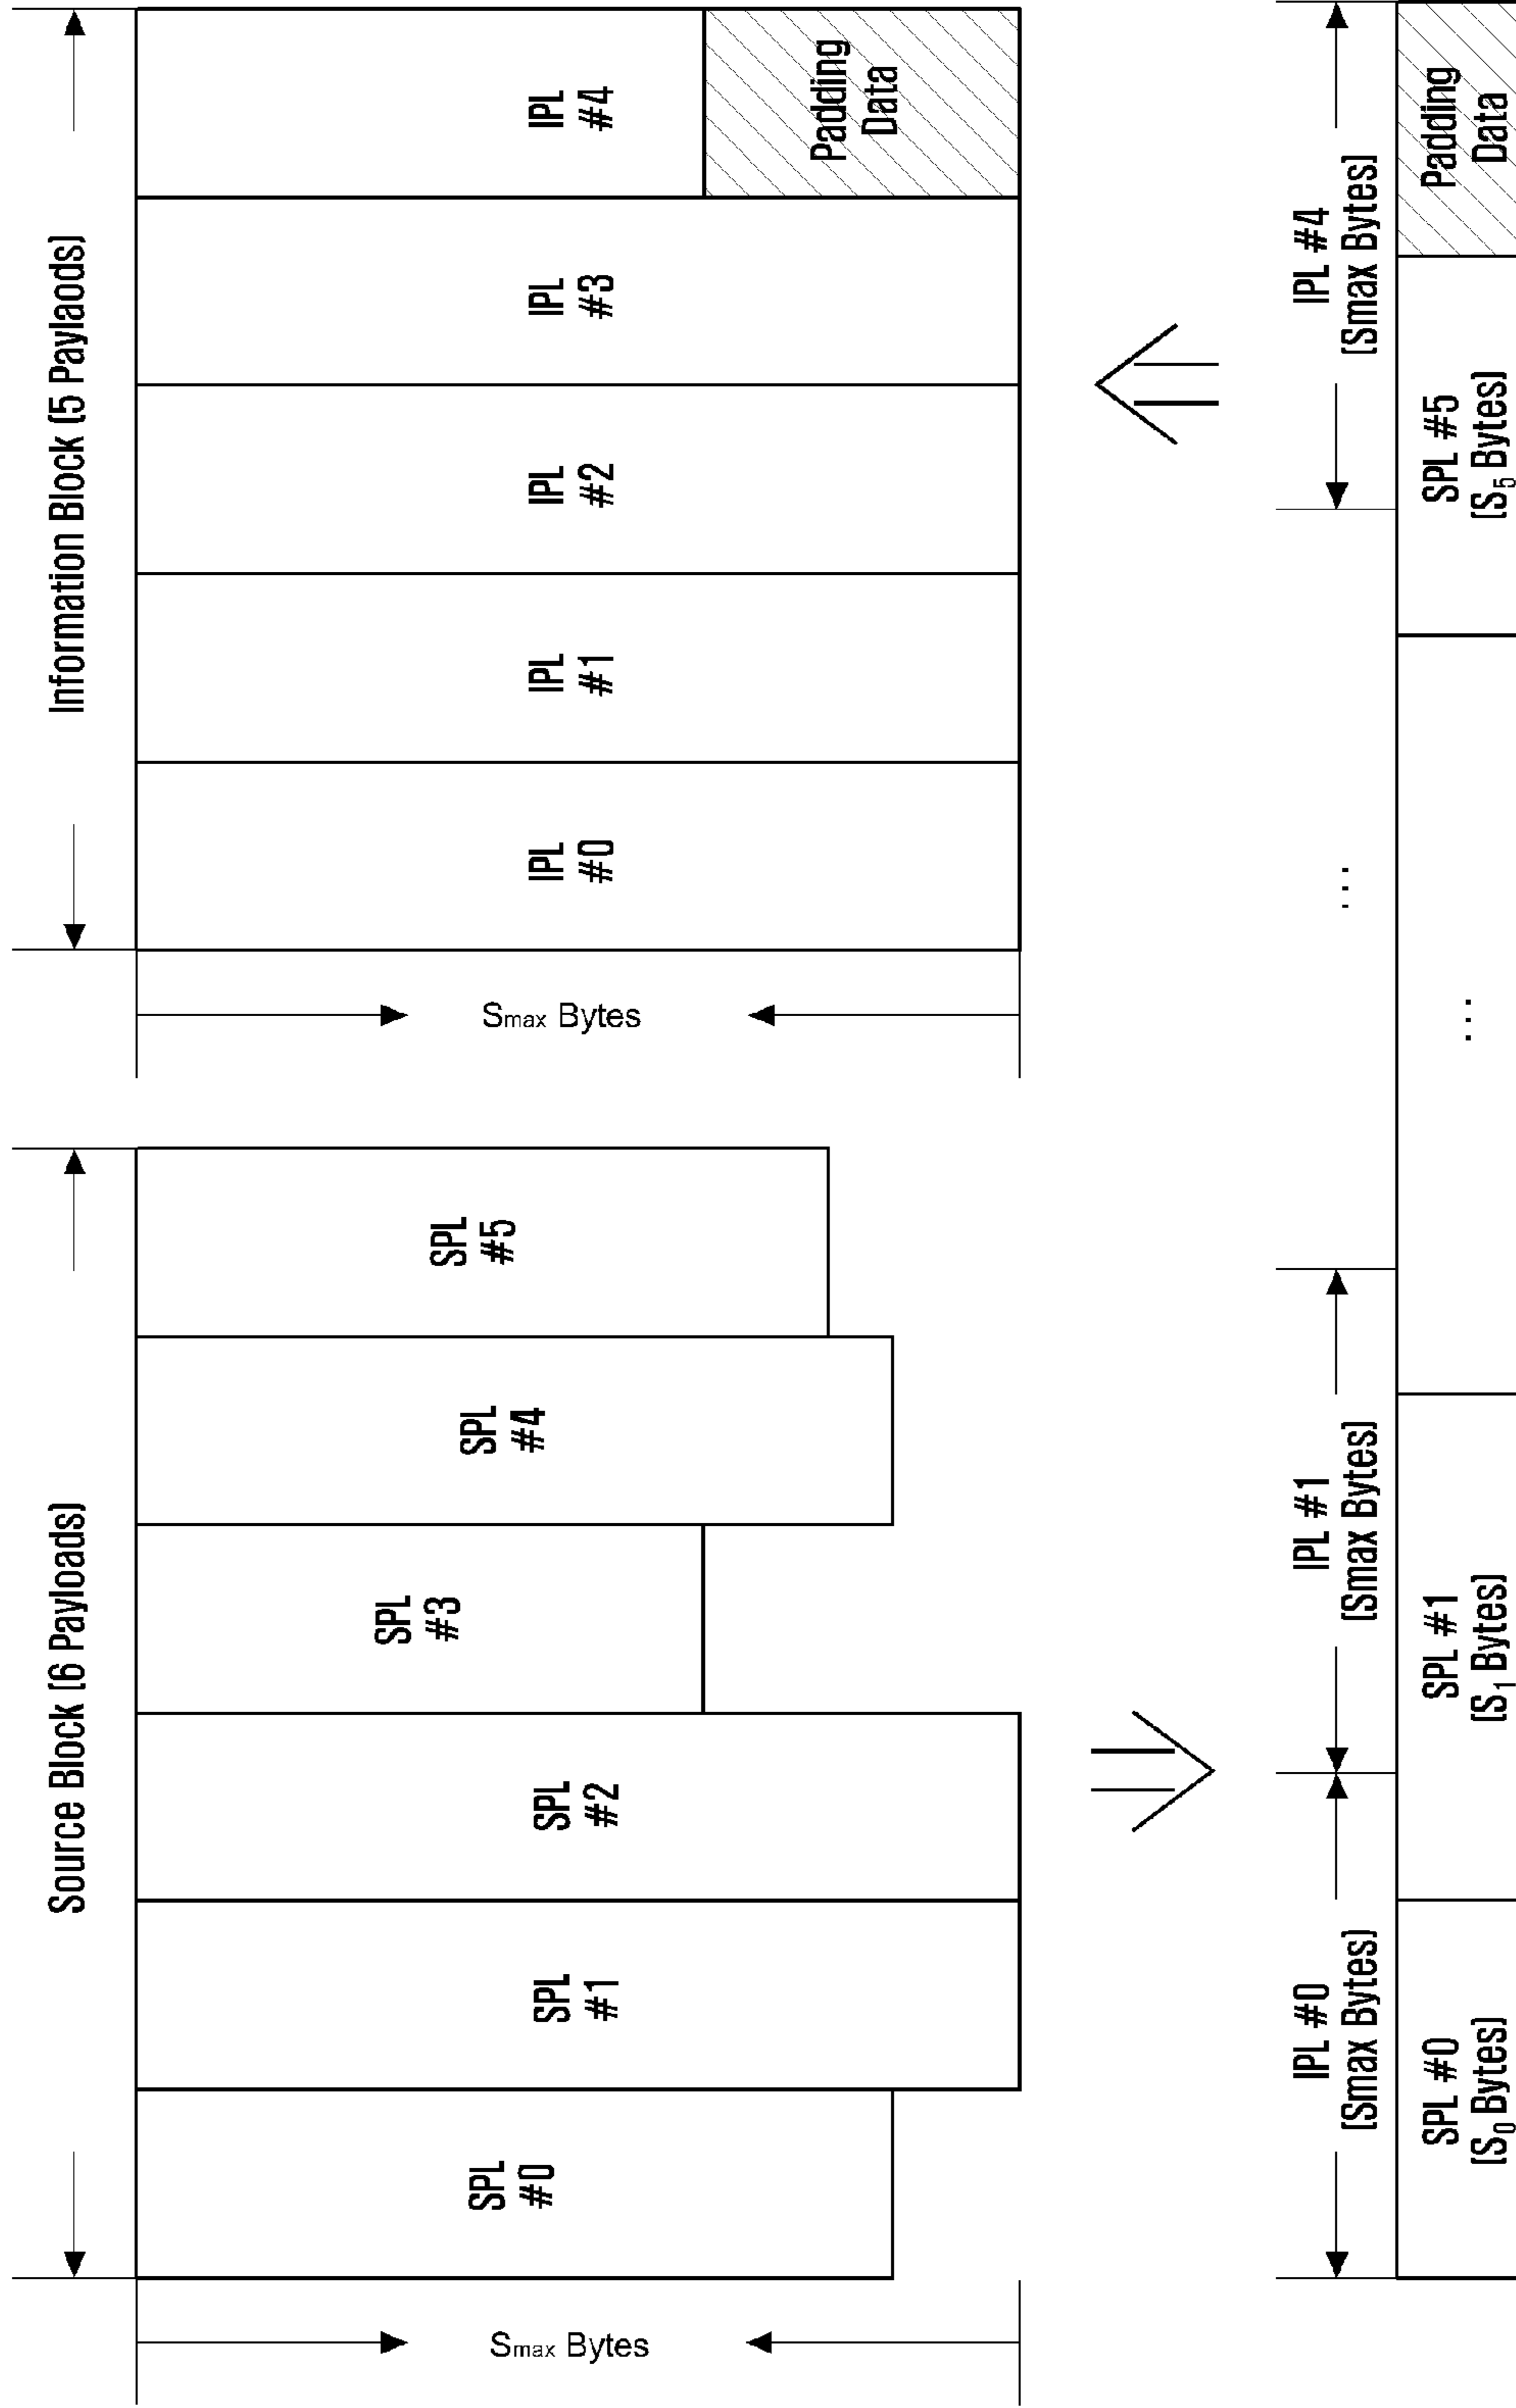 Source Block (6 Payloads)
Smax Bytes
SPL
#0
SPL
#1
SPL
#2
SPL
#3
SPL
#4
SPL
#5
Information Block (5 Paylaods)
Smax Bytes
IPL
#0
IPL
#1
IPL
#2
IPL
#3
IPL
#4
Padding
Data
IPL #0
(Smax Bytes)
IPL #1
(Smax Bytes)
...
IPL #4
(Smax Bytes)
SPL #0
(S0 Bytes)
SPL #1
(S1 Bytes)
...
SPL #5
(S5 Bytes)
Padding
Data